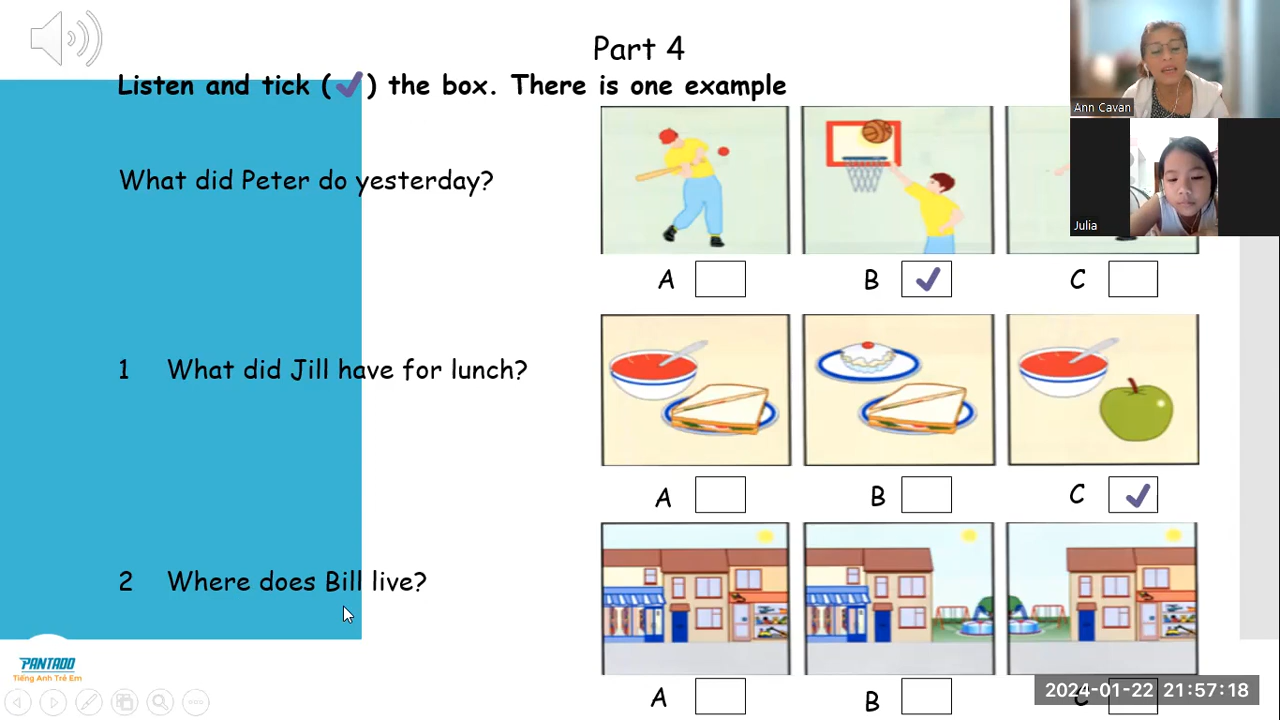 Part 4
Listen and tick (✓) the box. There is one example
Ann Cavan
What did Peter do yesterday?
Julia
A
B ✓
C
1 What did Jill have for lunch?
A
B
C ✓
2 Where does Bill live?
A
B
C
PANTADO
Tiếng Anh Trẻ Em
2024-01-22 21:57:18